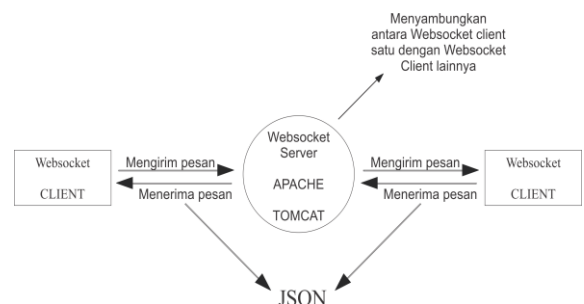 Menyambungkan
antara Websocket client
satu dengan Websocket
Client lainnya
Websocket
CLIENT
Mengirim pesan
Menerima pesan
Websocket
Server
APACHE
TOMCAT
Mengirim pesan
Menerima pesan
Websocket
CLIENT
JSON